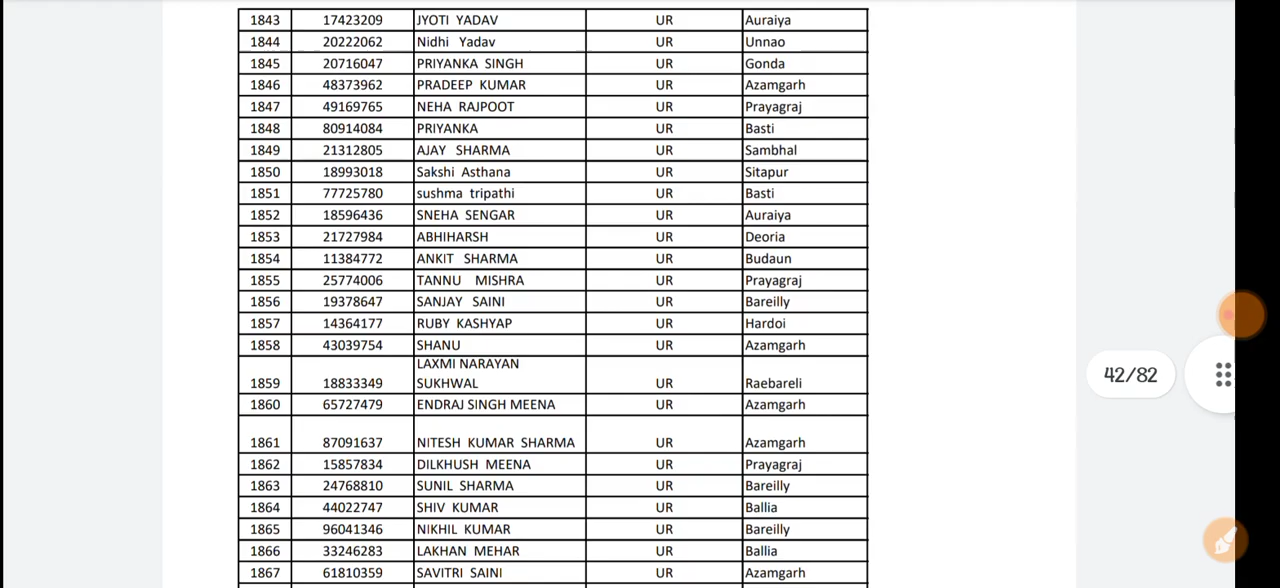 1843 17423209 JYOTI YADAV UR Auraiya
1844 20222062 Nidhi Yadav UR Unnao
1845 20716047 PRIYANKA SINGH UR Gonda
1846 48373962 PRADEEP KUMAR UR Azamgarh
1847 49169765 NEHA RAJPOOT UR Prayagraj
1848 80914084 PRIYANKA UR Basti
1849 21312805 AJAY SHARMA UR Sambhal
1850 18993018 Sakshi Asthana UR Sitapur
1851 77725780 sushma tripathi UR Basti
1852 18596436 SNEHA SENGAR UR Auraiya
1853 21727984 ABHIHARSH UR Deoria
1854 11384772 ANKIT SHARMA UR Budaun
1855 25774006 TANNU MISHRA UR Prayagraj
1856 19378647 SANJAY SAINI UR Bareilly
1857 14364177 RUBY KASHYAP UR Hardoi
1858 43039754 SHANU UR Azamgarh
LAXMI NARAYAN
1859 18833349 SUKHWAL UR Raebareli
1860 65727479 ENDRAJ SINGH MEENA UR Azamgarh
1861 87091637 NITESH KUMAR SHARMA UR Azamgarh
1862 15857834 DILKHUSH MEENA UR Prayagraj
1863 24768810 SUNIL SHARMA UR Bareilly
1864 44022747 SHIV KUMAR UR Ballia
1865 96041346 NIKHIL KUMAR UR Bareilly
1866 33246283 LAKHAN MEHAR UR Ballia
1867 61810359 SAVITRI SAINI UR Azamgarh
42/82